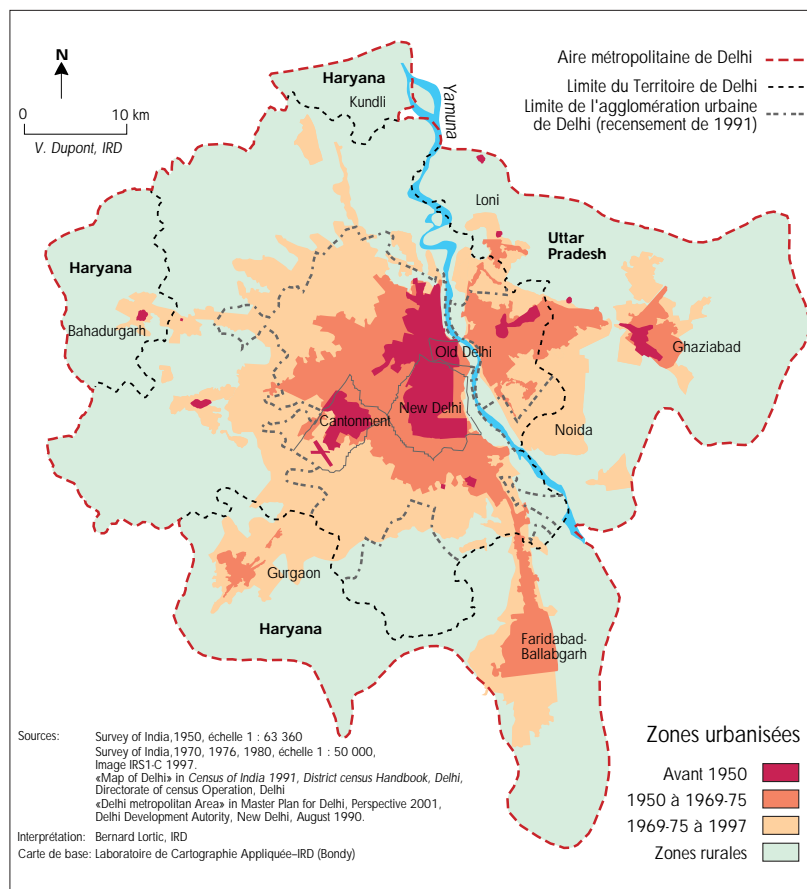 N
0 10 km
V. Dupont, IRD
Aire métropolitaine de Delhi
Limite du Territoire de Delhi
Limite de l'agglomération urbaine
de Delhi (recensement de 1991)
Haryana
Kundli
Yamuna
Loni
Uttar
Pradesh
Haryana
Bahadurgarh
Old Delhi
Ghaziabad
New Delhi
Cantonment
Noida
Gurgaon
Haryana
Faridabad-
Ballabgarh
Sources: Survey of India,1950, échelle 1 : 63 360
Survey of India,1970, 1976, 1980, échelle 1 : 50 000,
Image IRS1-C 1997.
«Map of Delhi» in Census of India 1991, District census Handbook, Delhi,
Directorate of census Operation, Delhi
«Delhi metropolitan Area» in Master Plan for Delhi, Perspective 2001,
Delhi Development Autority, New Delhi, August 1990.
Interprétation: Bernard Lortic, IRD
Carte de base: Laboratoire de Cartographie Appliquée–IRD (Bondy)
Zones urbanisées
Avant 1950
1950 à 1969-75
1969-75 à 1997
Zones rurales